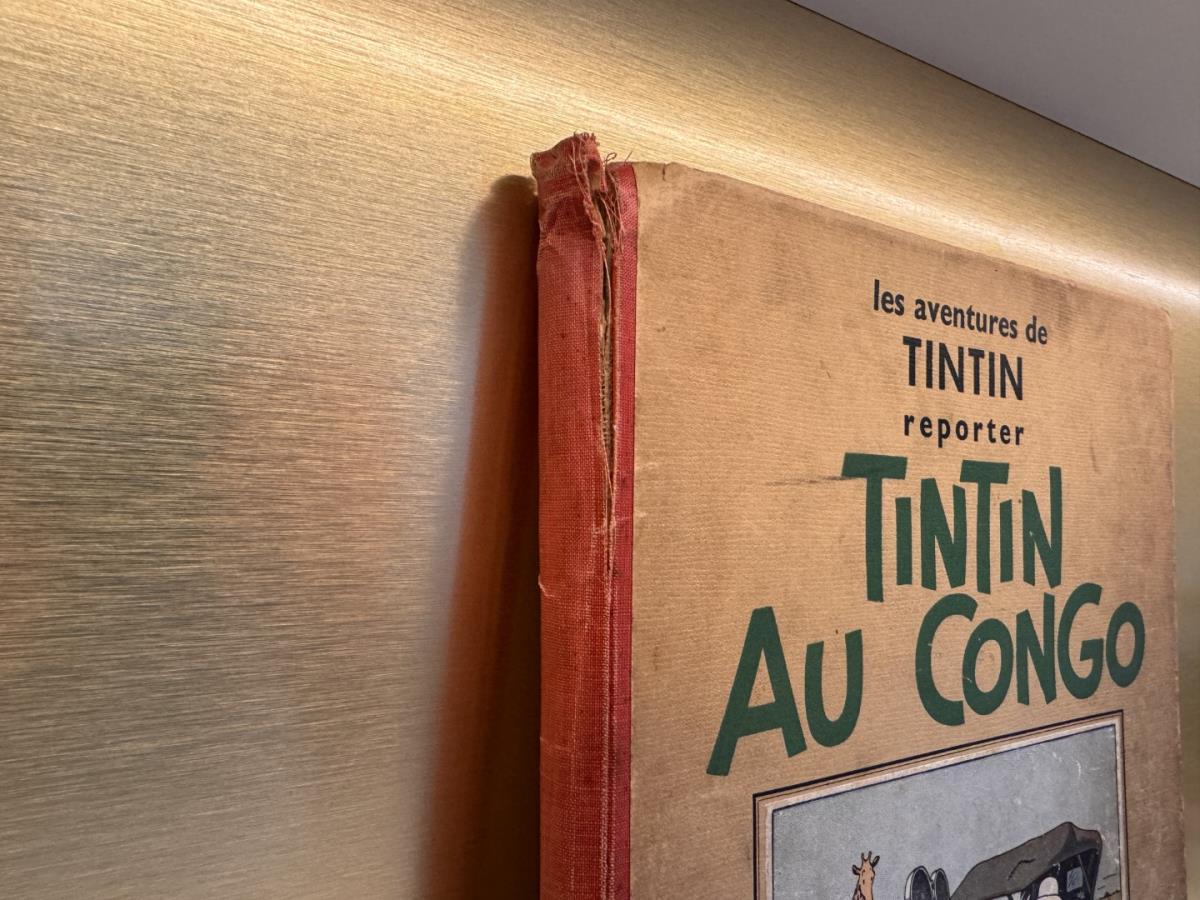 les aventures de
TINTIN
reporter
TiNTiN
AU CONGO